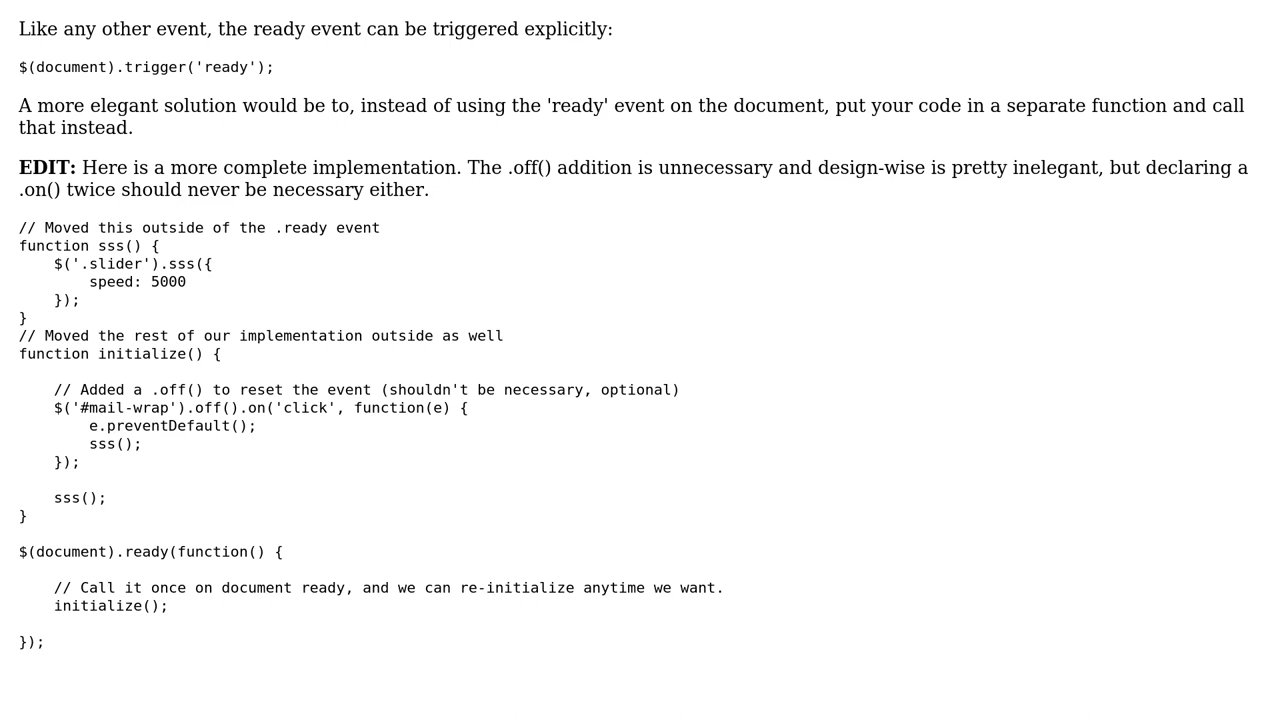 Like any other event, the ready event can be triggered explicitly:
$(document).trigger('ready');
A more elegant solution would be to, instead of using the 'ready' event on the document, put your code in a separate function and call
that instead.
EDIT: Here is a more complete implementation. The .off() addition is unnecessary and design-wise is pretty inelegant, but declaring a
.on() twice should never be necessary either.
// Moved this outside of the .ready event
function sss() {
    $('.slider').sss({
        speed: 5000
    });
}
// Moved the rest of our implementation outside as well
function initialize() {

    // Added a .off() to reset the event (shouldn't be necessary, optional)
    $('#mail-wrap').off().on('click', function(e) {
        e.preventDefault();
        sss();
    });

    sss();
}

$(document).ready(function() {

    // Call it once on document ready, and we can re-initialize anytime we want.
    initialize();

});